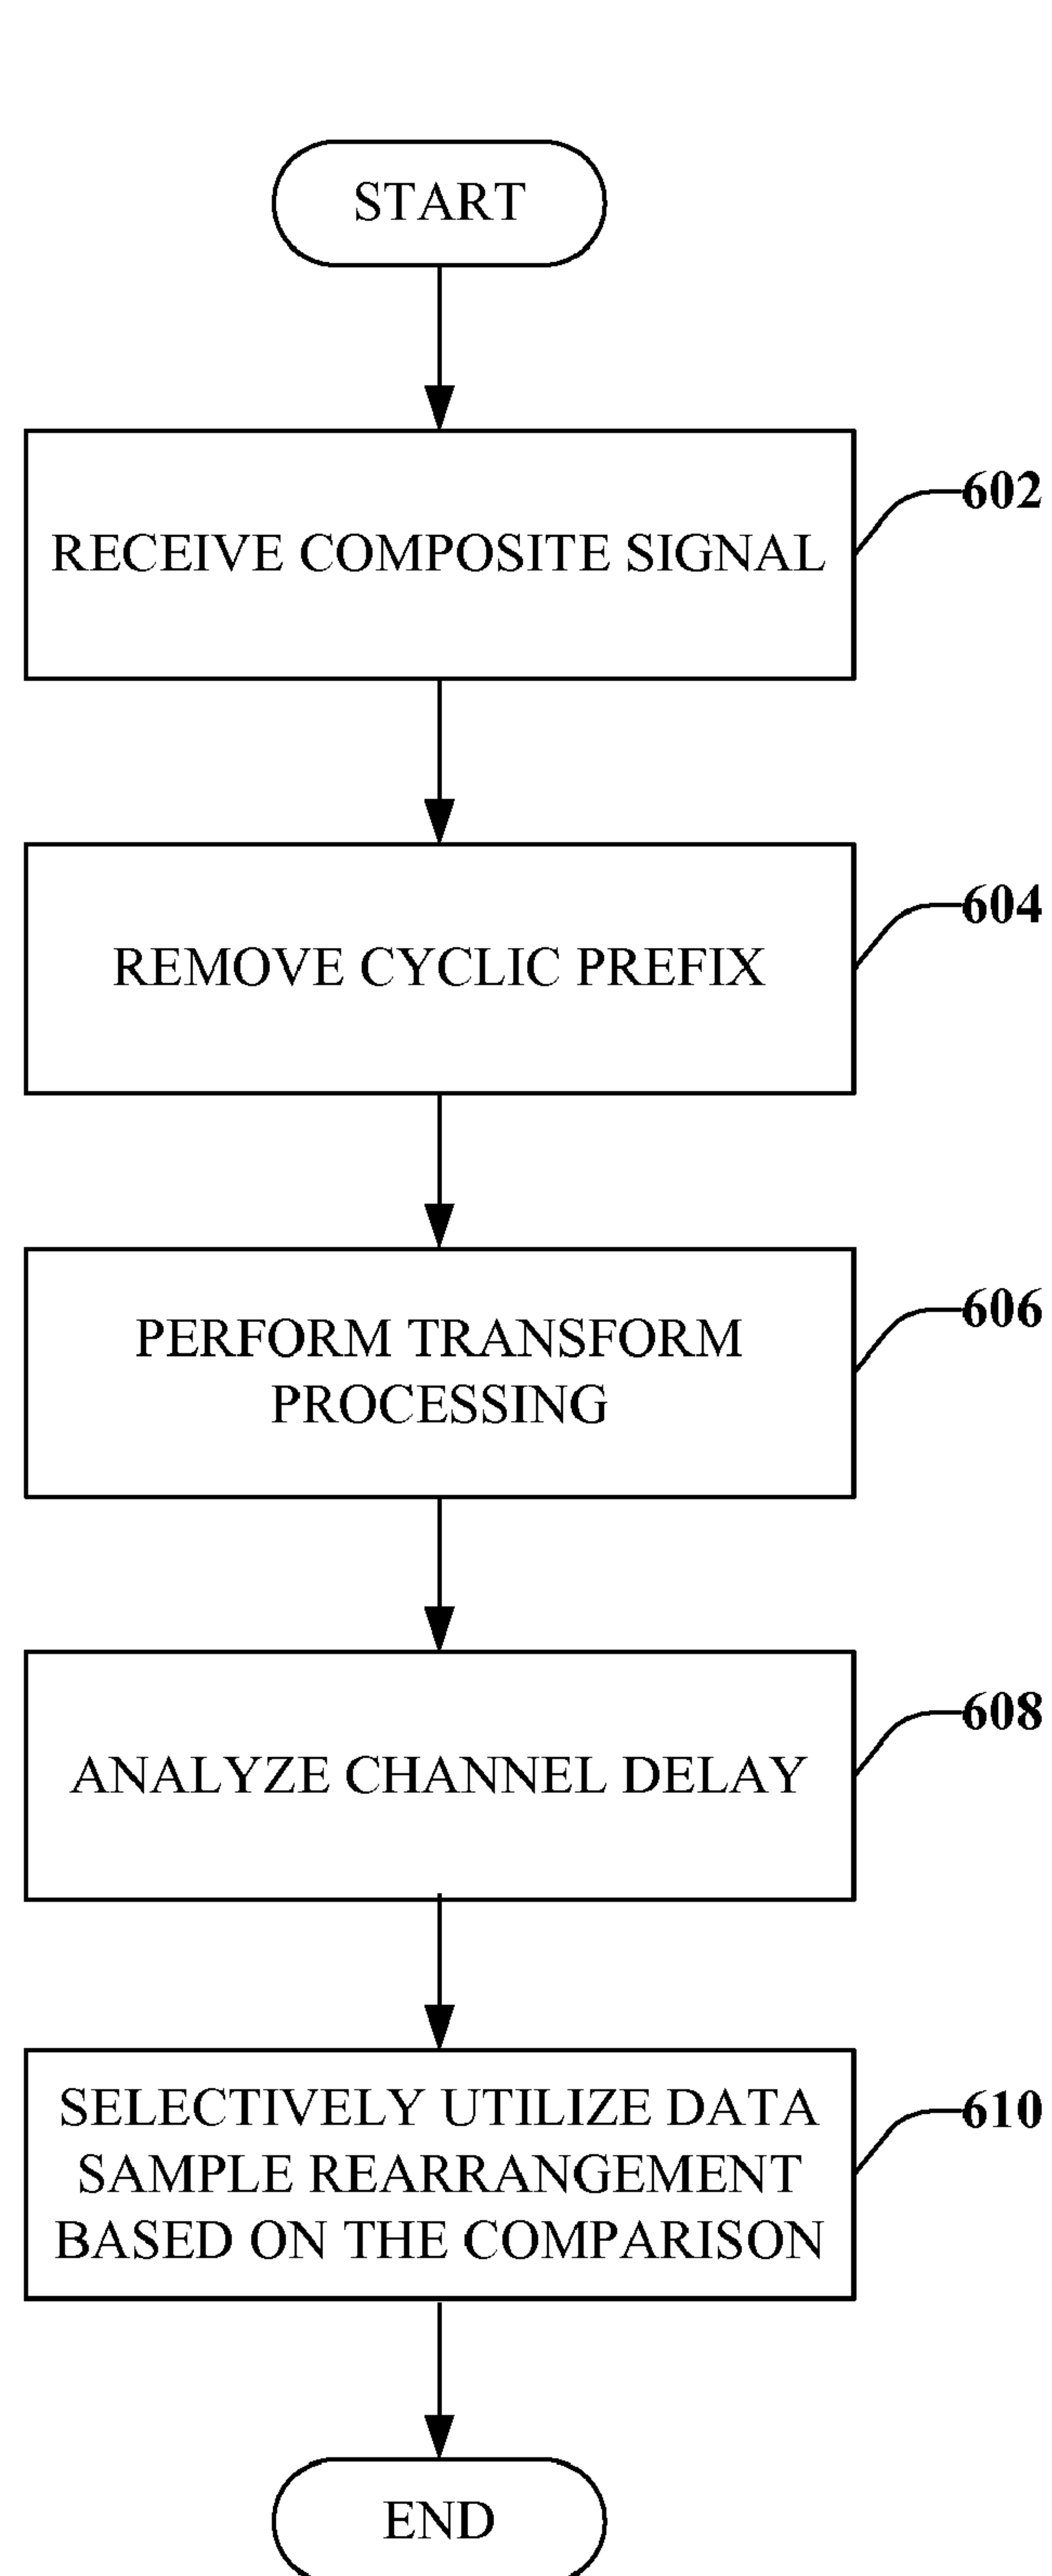 START
RECEIVE COMPOSITE SIGNAL
602
REMOVE CYCLIC PREFIX
604
PERFORM TRANSFORM
PROCESSING
606
ANALYZE CHANNEL DELAY
608
SELECTIVELY UTILIZE DATA
SAMPLE REARRANGEMENT
BASED ON THE COMPARISON
610
END